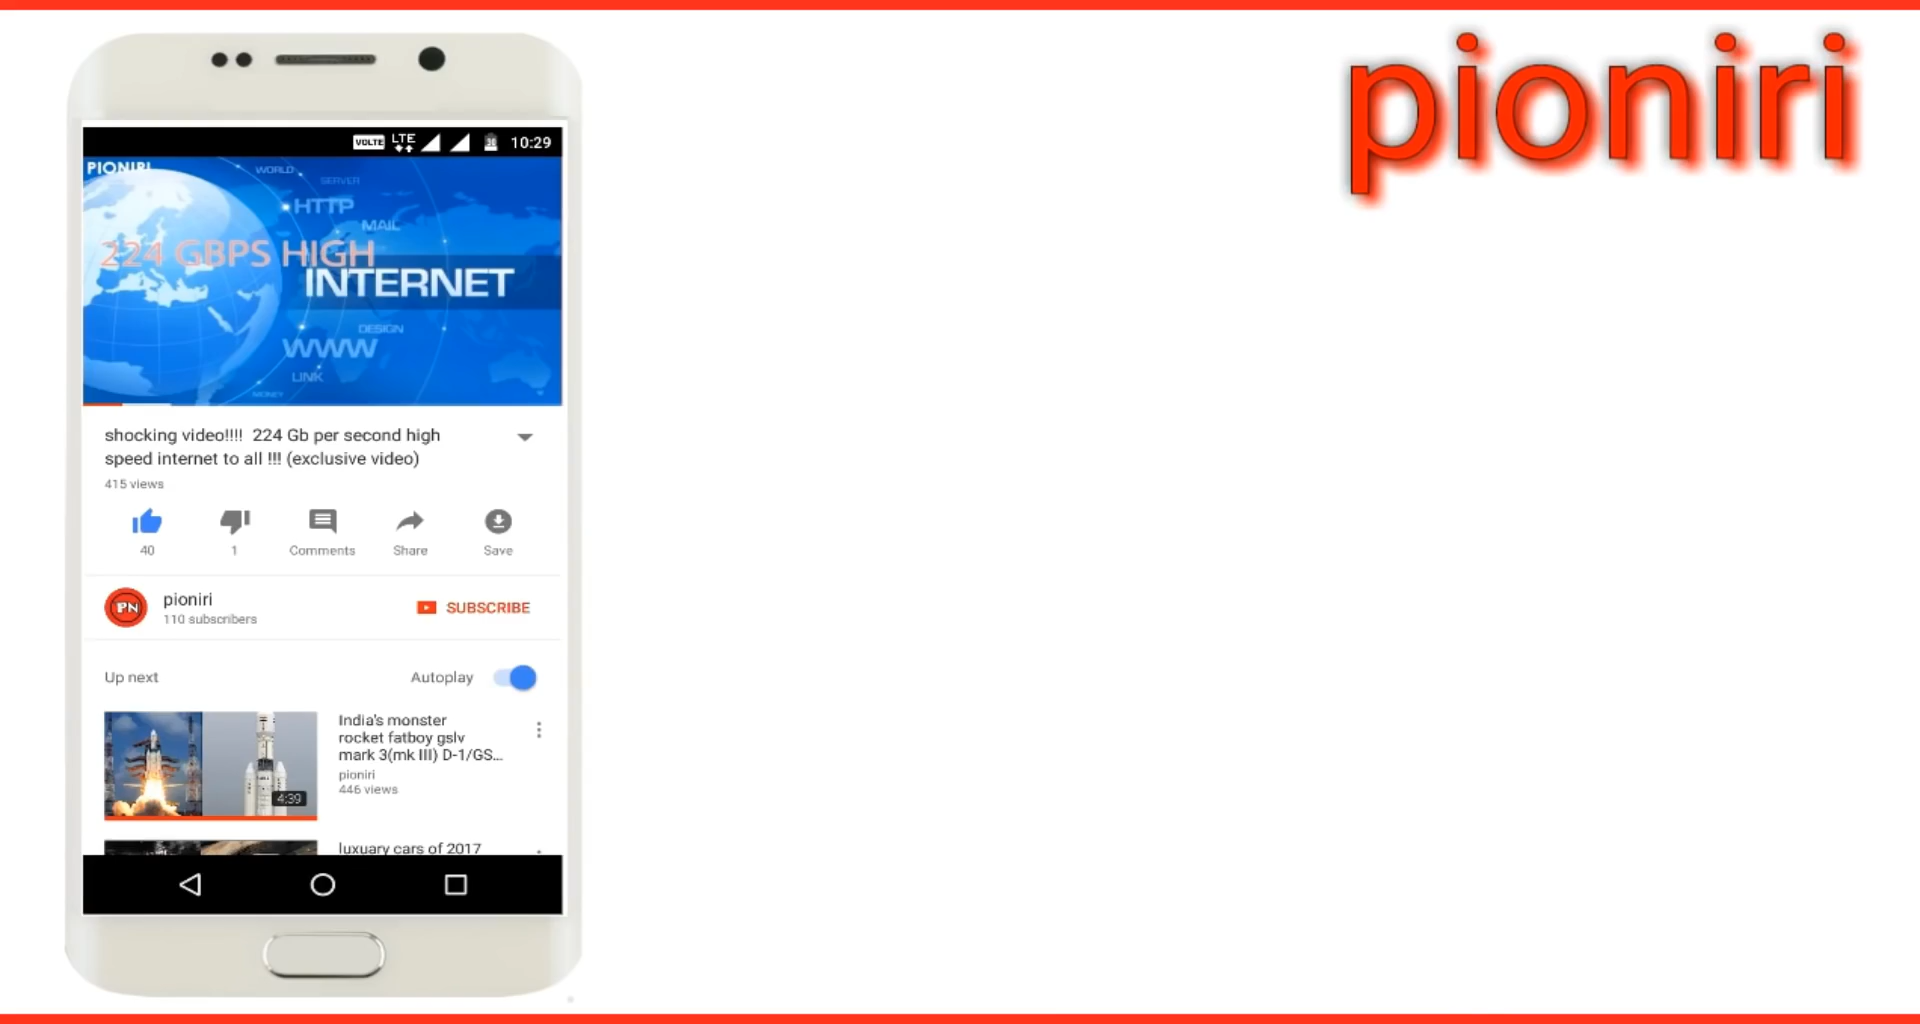 pioniri
VOLTE LTE 10:29
PIONIRI
WORLD
SERVER
HTTP
MAIL
224 GBPS HIGH
INTERNET
DESIGN
WWW
LINK
MONEY
shocking video!!!! 224 Gb per second high
speed internet to all !!! (exclusive video)
415 views
40 1 Comments Share Save
PN
pioniri
110 subscribers
SUBSCRIBE
Up next Autoplay
India's monster
rocket fatboy gslv
mark 3(mk III) D-1/GS...
pioniri
446 views
4:39
luxuary cars of 2017